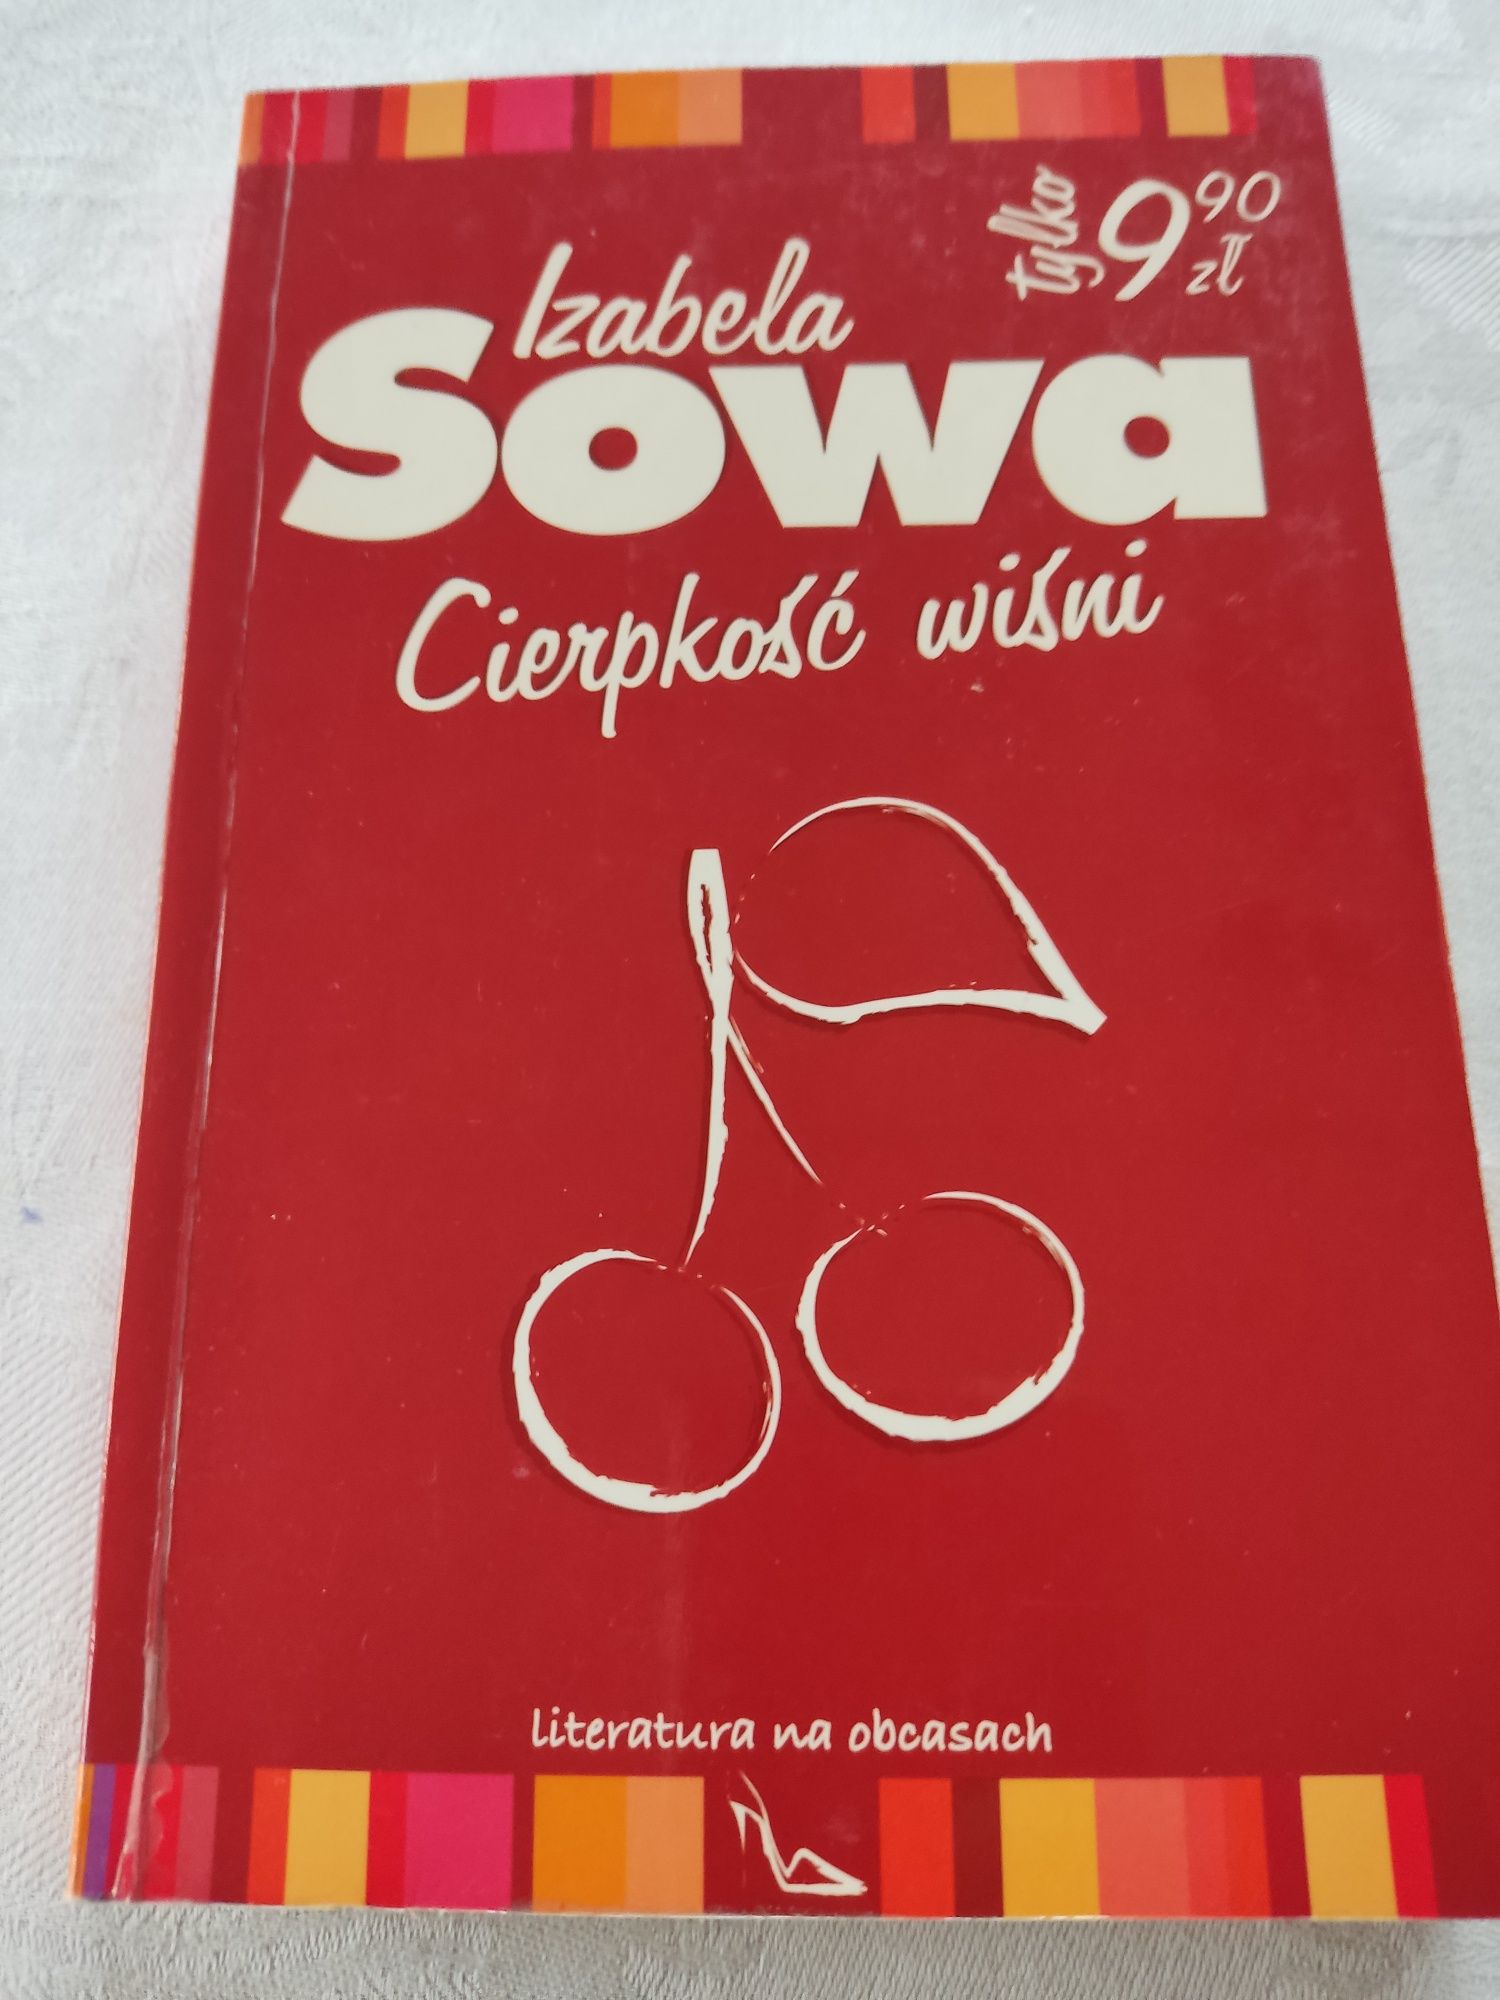 tylko 9 90 zł
Izabela
Sowa
Cierpkość wiśni
literatura na obcasach